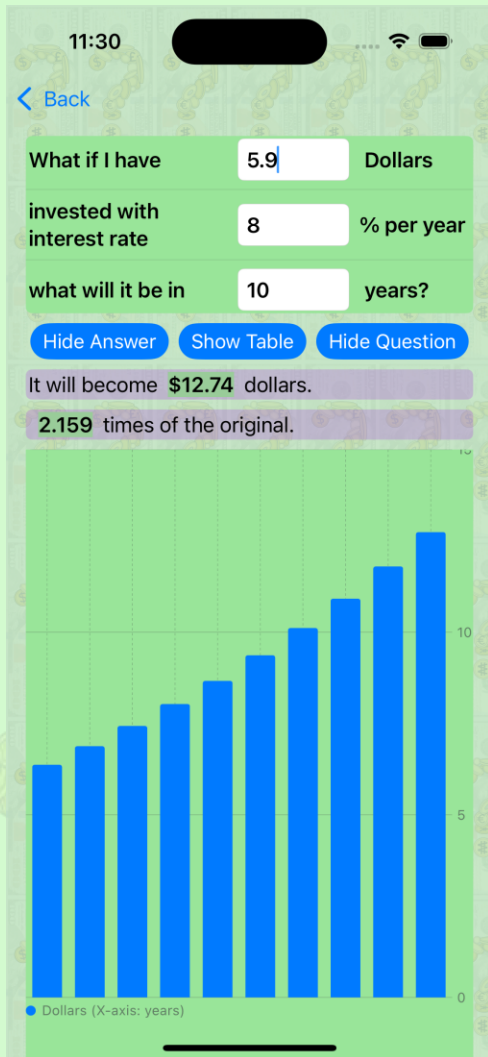 11:30
Back
What if I have 5.9 Dollars
invested with
interest rate 8 % per year
what will it be in 10 years?
Hide Answer Show Table Hide Question
It will become $12.74 dollars.
2.159 times of the original.
15
10
5
0
Dollars (X-axis: years)